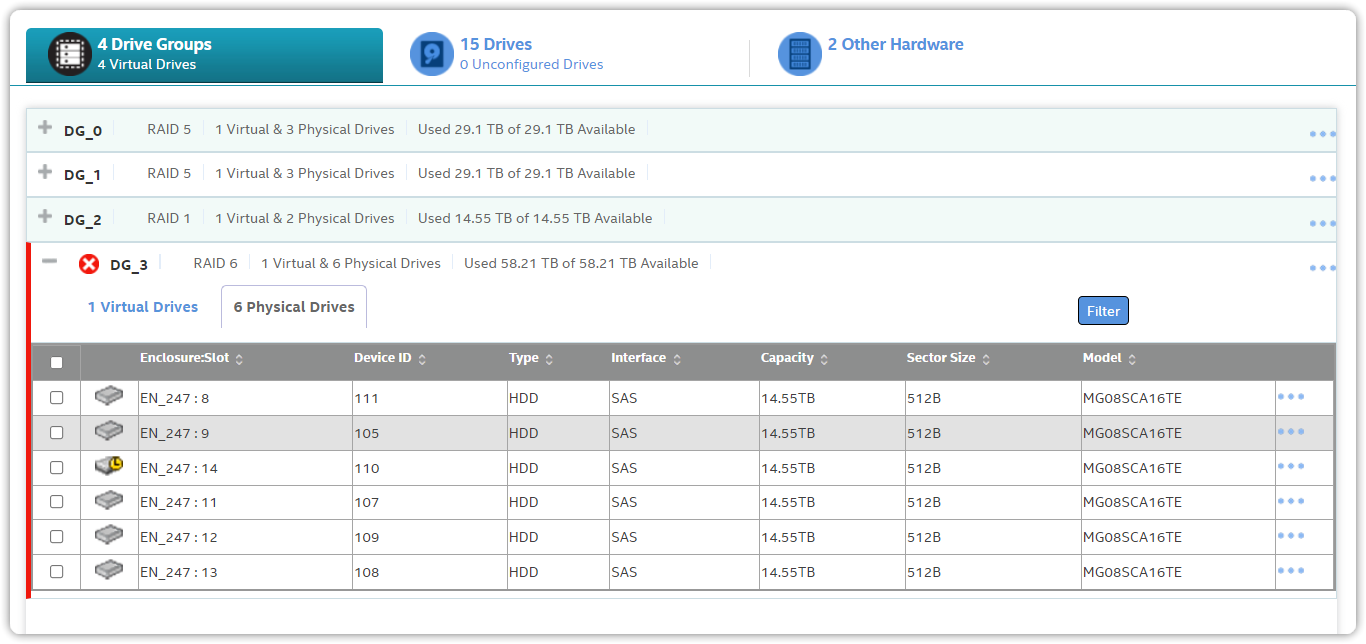 4 Drive Groups
4 Virtual Drives
15 Drives
0 Unconfigured Drives
2 Other Hardware
DG_0 RAID 5 1 Virtual & 3 Physical Drives Used 29.1 TB of 29.1 TB Available
DG_1 RAID 5 1 Virtual & 3 Physical Drives Used 29.1 TB of 29.1 TB Available
DG_2 RAID 1 1 Virtual & 2 Physical Drives Used 14.55 TB of 14.55 TB Available
DG_3 RAID 6 1 Virtual & 6 Physical Drives Used 58.21 TB of 58.21 TB Available
1 Virtual Drives 6 Physical Drives Filter
Enclosure:Slot Device ID Type Interface Capacity Sector Size Model
EN_247 : 8 111 HDD SAS 14.55TB 512B MG08SCA16TE
EN_247 : 9 105 HDD SAS 14.55TB 512B MG08SCA16TE
EN_247 : 14 110 HDD SAS 14.55TB 512B MG08SCA16TE
EN_247 : 11 107 HDD SAS 14.55TB 512B MG08SCA16TE
EN_247 : 12 109 HDD SAS 14.55TB 512B MG08SCA16TE
EN_247 : 13 108 HDD SAS 14.55TB 512B MG08SCA16TE